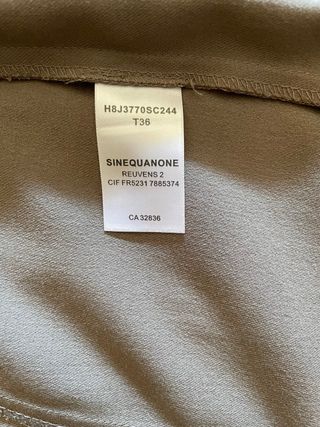 H8J3770SC244
T36
SINEQUANONE
REUVENS 2
CIF FR5231 7885374
CA 32836